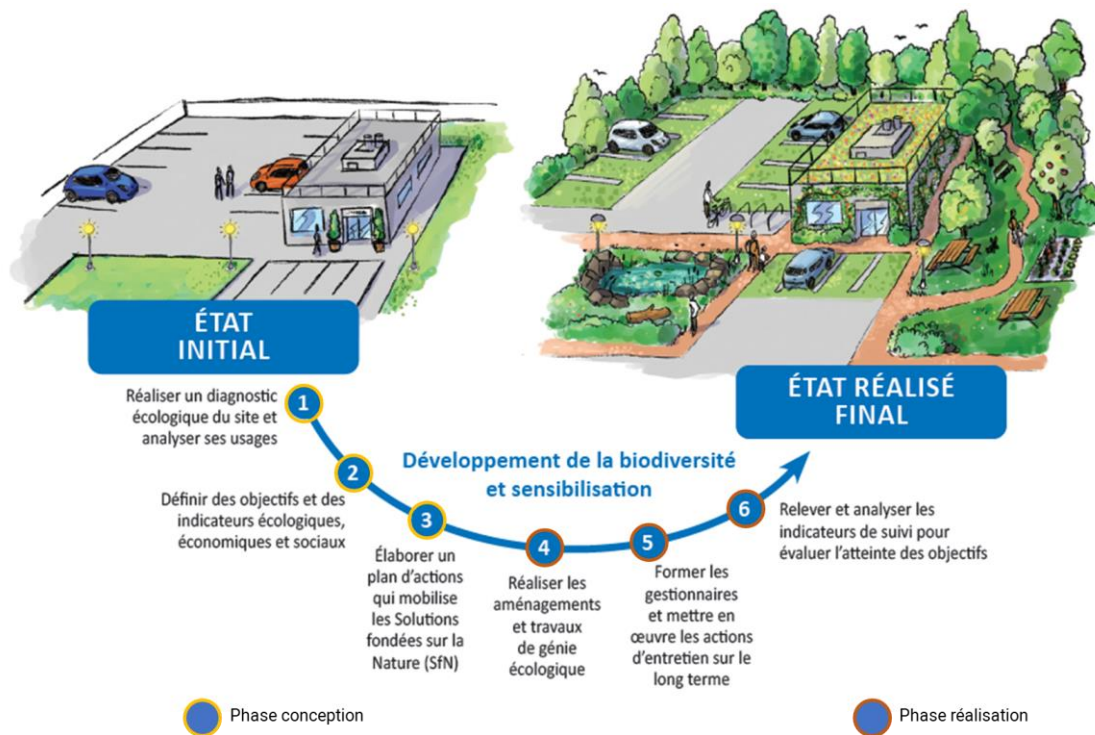 ÉTAT
INITIAL
ÉTAT RÉALISÉ
FINAL
Développement de la biodiversité
et sensibilisation
1
Réaliser un diagnostic
écologique du site et
analyser ses usages
2
Définir des objectifs et des
indicateurs écologiques,
économiques et sociaux
3
Élaborer un
plan d’actions
qui mobilise
les Solutions
fondées sur la
Nature (SfN)
4
Réaliser les
aménagements
et travaux
de génie
écologique
5
Former les
gestionnaires
et mettre en
œuvre les actions
d’entretien sur le
long terme
6
Relever et analyser les
indicateurs de suivi pour
évaluer l’atteinte des objectifs
Phase conception
Phase réalisation